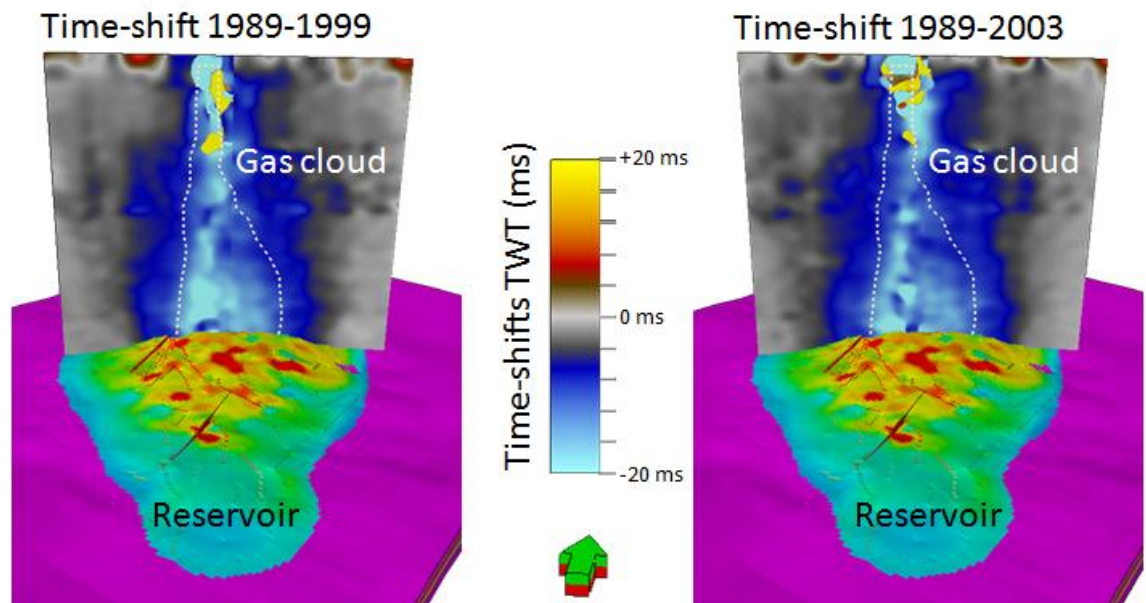 Time-shift 1989-1999
Time-shift 1989-2003
Gas cloud
Gas cloud
Time-shifts TWT (ms)
+20 ms
0 ms
-20 ms
Reservoir
Reservoir